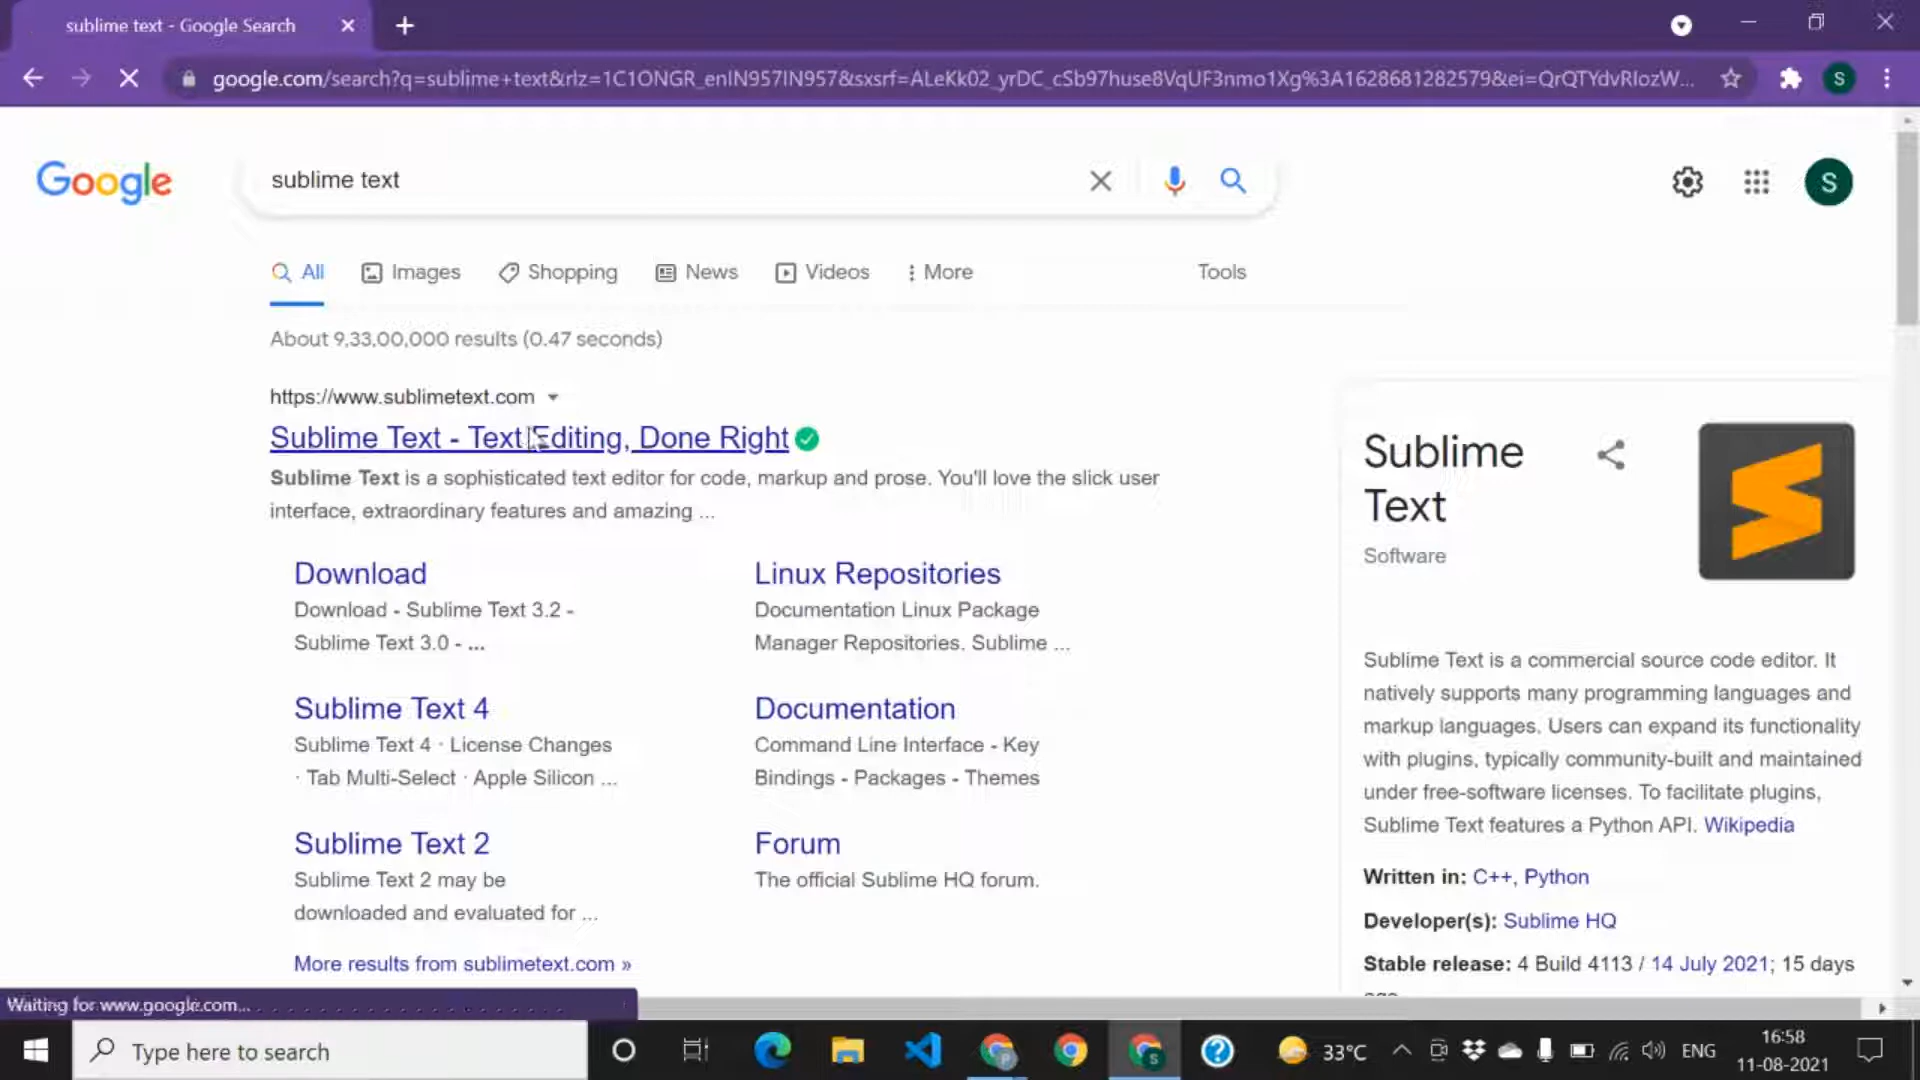 sublime text - Google Search
google.com/search?q=sublime+text&rlz=1C1ONGR_enIN957IN957&sxsrf=ALeKk02_yrDC_cSb97huse8VqUF3nmo1Xg%3A1628681282579&ei=QrQTYdvRIozW...
S
Google
sublime text
S
All
Images
Shopping
News
Videos
More
Tools
About 9,33,00,000 results (0.47 seconds)
https://www.sublimetext.com
Sublime Text - Text Editing, Done Right
Sublime Text is a sophisticated text editor for code, markup and prose. You'll love the slick user
interface, extraordinary features and amazing ...
Download
Download - Sublime Text 3.2 -
Sublime Text 3.0 - ...
Linux Repositories
Documentation Linux Package
Manager Repositories. Sublime ...
Sublime Text 4
Sublime Text 4 · License Changes
· Tab Multi-Select · Apple Silicon ...
Documentation
Command Line Interface - Key
Bindings - Packages - Themes
Sublime Text 2
Sublime Text 2 may be
downloaded and evaluated for ...
Forum
The official Sublime HQ forum.
More results from sublimetext.com »
Sublime
Text
Software
Sublime Text is a commercial source code editor. It
natively supports many programming languages and
markup languages. Users can expand its functionality
with plugins, typically community-built and maintained
under free-software licenses. To facilitate plugins,
Sublime Text features a Python API. Wikipedia
Written in: C++, Python
Developer(s): Sublime HQ
Stable release: 4 Build 4113 / 14 July 2021; 15 days
Waiting for www.google.com...
Type here to search
33°C
ENG
16:58
11-08-2021